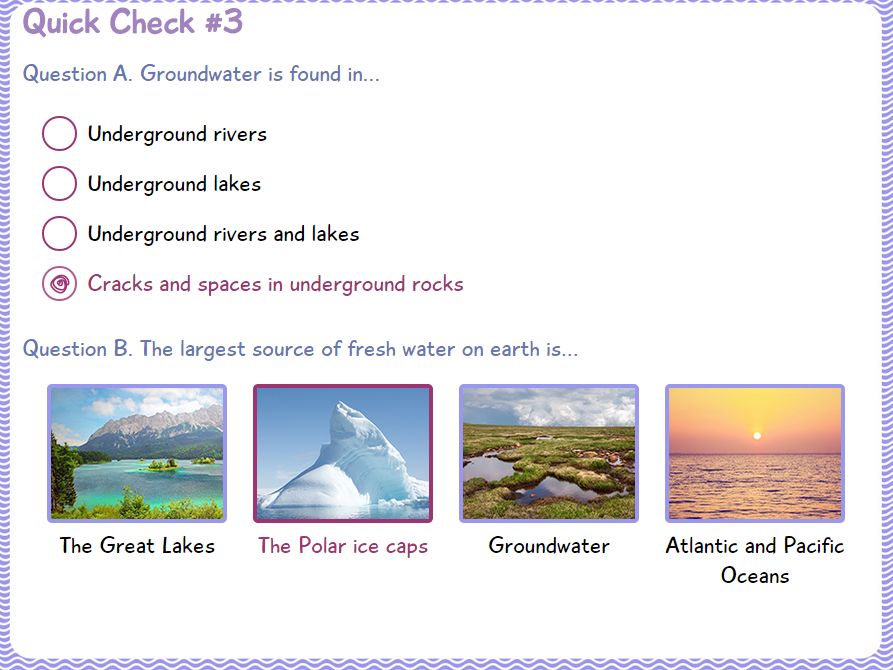 Quick Check #3
Question A. Groundwater is found in...
Underground rivers
Underground lakes
Underground rivers and lakes
Cracks and spaces in underground rocks
Question B. The largest source of fresh water on earth is...
The Great Lakes
The Polar ice caps
Groundwater
Atlantic and Pacific
Oceans